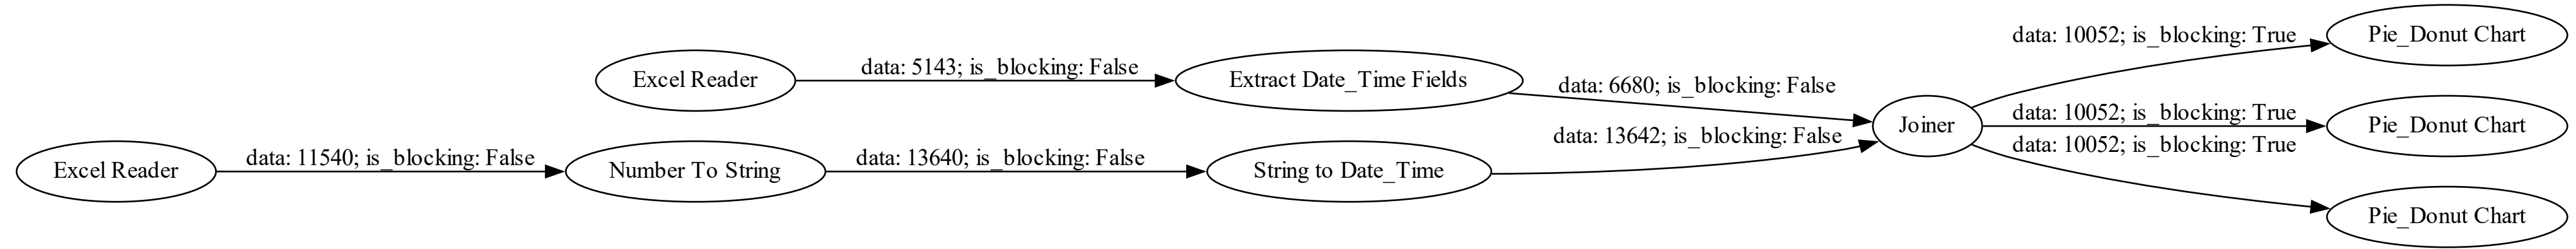 data: 10052; is_blocking: True
Pie_Donut Chart
Excel Reader
data: 5143; is_blocking: False
Extract Date_Time Fields
data: 6680; is_blocking: False
Joiner
data: 10052; is_blocking: True
Pie_Donut Chart
data: 13642; is_blocking: False
data: 10052; is_blocking: True
Excel Reader
data: 11540; is_blocking: False
Number To String
data: 13640; is_blocking: False
String to Date_Time
Pie_Donut Chart